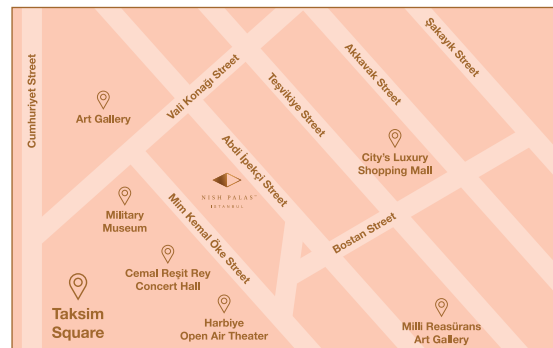 Cumhuriyet Street
Art Gallery
Vali Konağı Street
Teşvikiye Street
Akkavak Street
Şakayık Street
City's Luxury
Shopping Mall
Abdi İpekçi Street
NISH PALAS
ISTANBUL
Military
Museum
Mim Kemal Öke Street
Bostan Street
Cemal Reşit Rey
Concert Hall
Taksim
Square
Harbiye
Open Air Theater
Milli Reasürans
Art Gallery